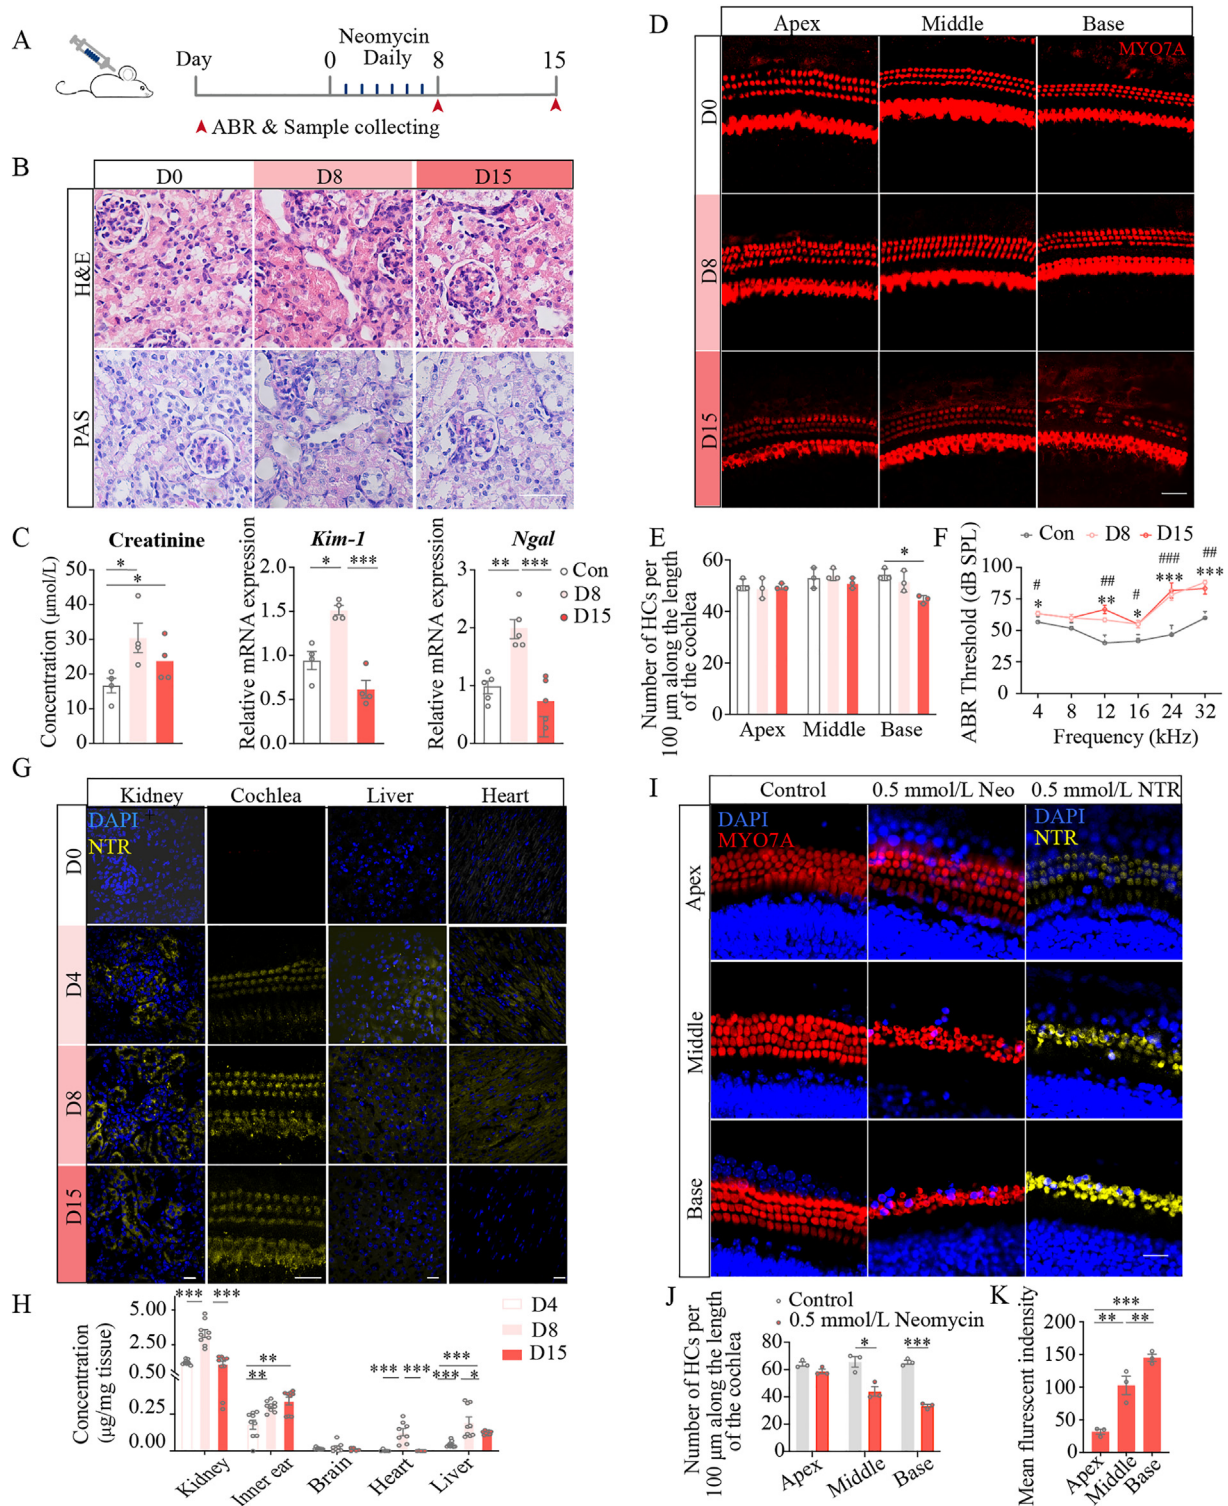 A
Day
0
Neomycin
Daily
8
15
ABR & Sample collecting
B
D0
D8
D15
H&E
PAS
C
Creatinine
Concentration (μmol/L)
50
40
30
20
10
0
*
*
Kim-1
Relative mRNA expression
2.0
1.5
1.0
0.5
0.0
*
***
Ngal
Relative mRNA expression
3
2
1
0
**
***
Con
D8
D15
D
Apex
Middle
Base
MYO7A
D0
D8
D15
E
Number of HCs per
100 μm along the length
of the cochlea
60
40
20
0
*
Apex
Middle
Base
F
Con
D8
D15
ABR Threshold (dB SPL)
100
75
50
25
0
#
*
##
**
#
*
###
***
##
***
4
8
12
16
24
32
Frequency (kHz)
G
Kidney
Cochlea
Liver
Heart
DAPI
NTR
D0
D4
D8
D15
H
Concentration
(μg/mg tissue)
5.00
2.50
0.50
0.25
0.00
***
***
**
**
***
***
***
***
*
D4
D8
D15
Kidney
Inner ear
Brain
Heart
Liver
I
Control
0.5 mmol/L Neo
0.5 mmol/L NTR
DAPI
MYO7A
DAPI
NTR
Apex
Middle
Base
J
Control
0.5 mmol/L Neomycin
Number of HCs per
100 μm along the length
of the cochlea
80
60
40
20
0
*
***
Apex
Middle
Base
K
Mean flurescent indensity
200
150
100
50
0
***
**
**
Apex
Middle
Base